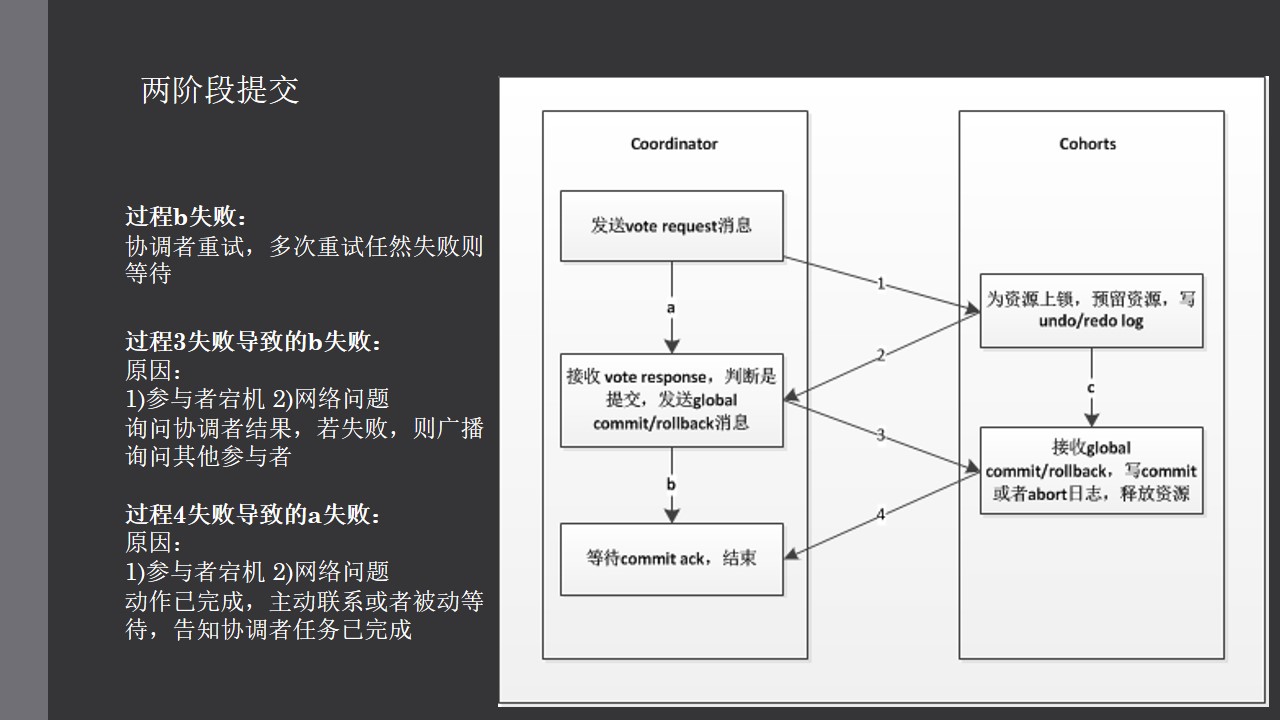 两阶段提交
过程b失败：
协调者重试，多次重试任然失败则
等待
过程3失败导致的b失败：
原因：
1)参与者宕机 2)网络问题
询问协调者结果，若失败，则广播
询问其他参与者
过程4失败导致的a失败：
原因：
1)参与者宕机 2)网络问题
动作已完成，主动联系或者被动等
待，告知协调者任务已完成
Coordinator
发送vote request消息
a
接收 vote response，判断是
提交，发送global
commit/rollback消息
b
等待commit ack，结束
1
2
3
4
Cohorts
为资源上锁，预留资源，写
undo/redo log
c
接收global
commit/rollback，写commit
或者abort日志，释放资源